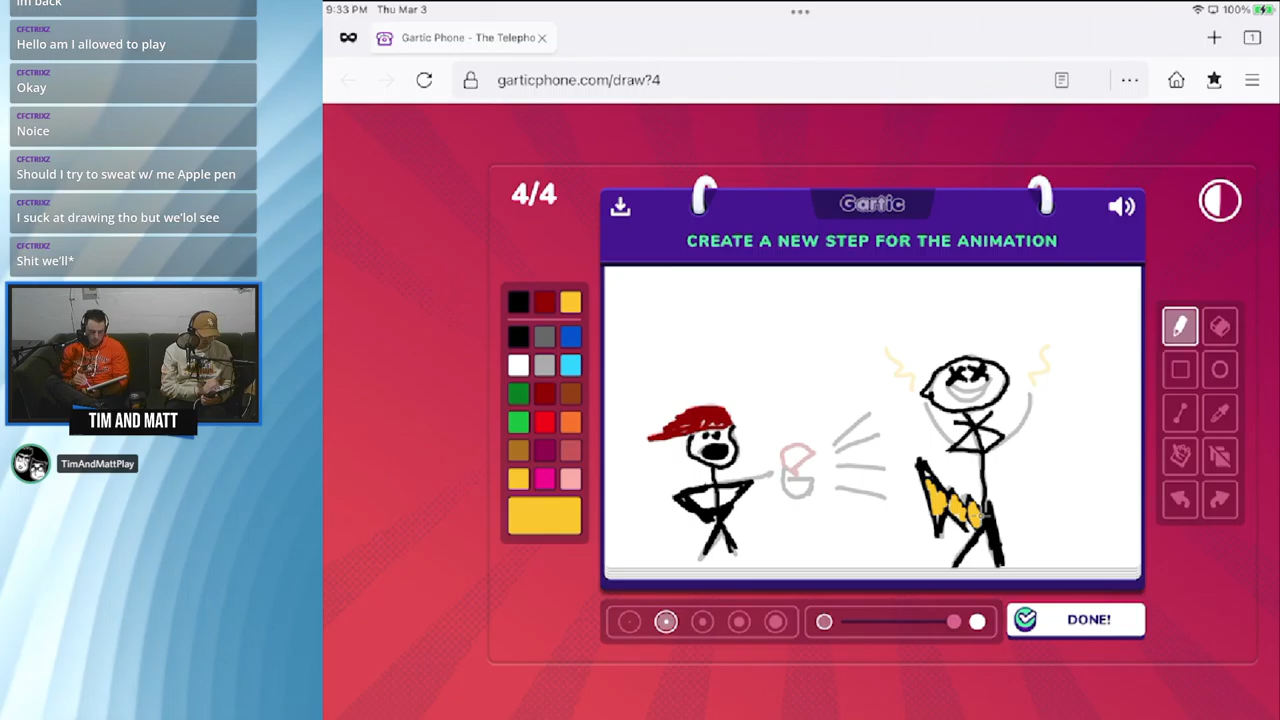 im back
CFCTRIXZ
Hello am I allowed to play
CFCTRIXZ
Okay
CFCTRIXZ
Noice
CFCTRIXZ
Should I try to sweat w/ me Apple pen
CFCTRIXZ
I suck at drawing tho but we'lol see
CFCTRIXZ
Shit we'll*
TIM AND MATT
TimAndMattPlay
9:33 PM Thu Mar 3
100%
Gartic Phone - The Telepho
1
garticphone.com/draw?4
4/4
Gartic
CREATE A NEW STEP FOR THE ANIMATION
DONE!